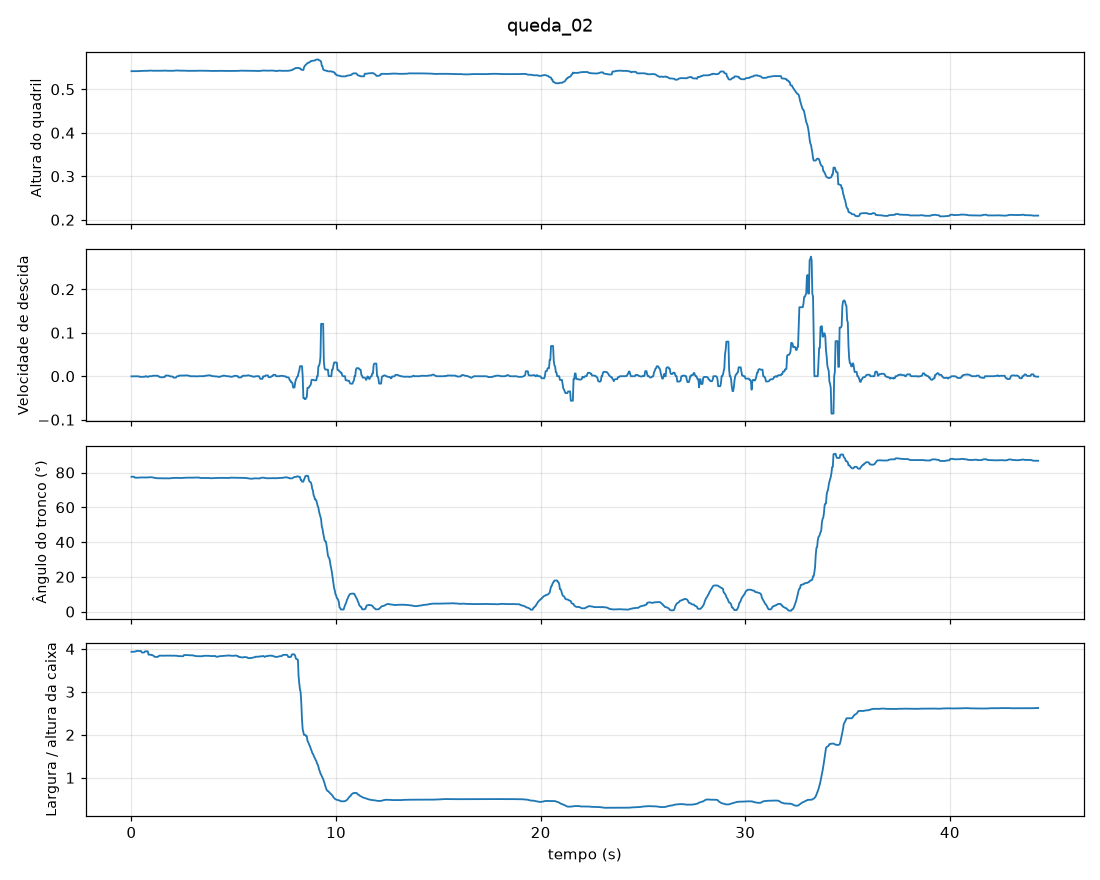 queda_02
Altura do quadril
0.5
0.4
0.3
0.2
Velocidade de descida
0.2
0.1
0.0
−0.1
Ângulo do tronco (°)
80
60
40
20
0
Largura / altura da caixa
4
3
2
1
0 10 20 30 40
tempo (s)